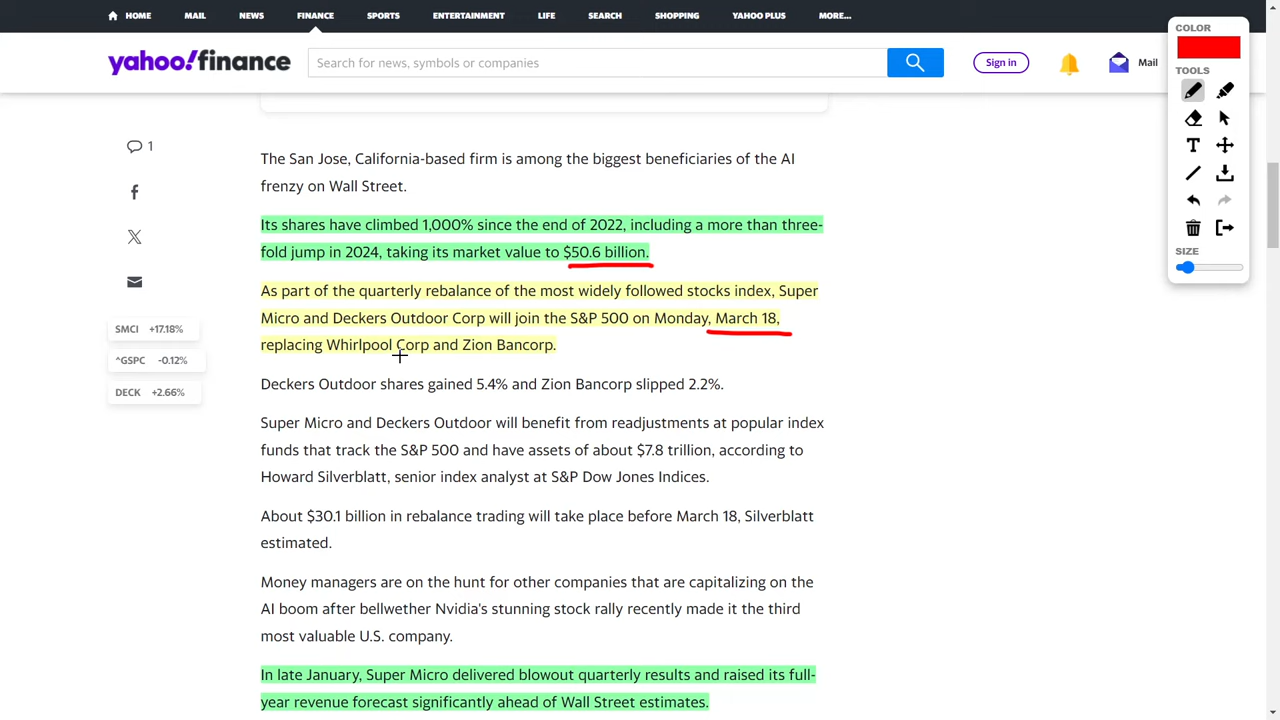 HOME MAIL NEWS FINANCE SPORTS ENTERTAINMENT LIFE SEARCH SHOPPING YAHOO PLUS MORE...
yahoo!finance
Search for news, symbols or companies
Sign in
Mail
COLOR
TOOLS
T
SIZE
1
SMCI +17.18%
^GSPC -0.12%
DECK +2.66%
The San Jose, California-based firm is among the biggest beneficiaries of the AI
frenzy on Wall Street.
Its shares have climbed 1,000% since the end of 2022, including a more than three-
fold jump in 2024, taking its market value to $50.6 billion.
As part of the quarterly rebalance of the most widely followed stocks index, Super
Micro and Deckers Outdoor Corp will join the S&P 500 on Monday, March 18,
replacing Whirlpool Corp and Zion Bancorp.
Deckers Outdoor shares gained 5.4% and Zion Bancorp slipped 2.2%.
Super Micro and Deckers Outdoor will benefit from readjustments at popular index
funds that track the S&P 500 and have assets of about $7.8 trillion, according to
Howard Silverblatt, senior index analyst at S&P Dow Jones Indices.
About $30.1 billion in rebalance trading will take place before March 18, Silverblatt
estimated.
Money managers are on the hunt for other companies that are capitalizing on the
AI boom after bellwether Nvidia's stunning stock rally recently made it the third
most valuable U.S. company.
In late January, Super Micro delivered blowout quarterly results and raised its full-
year revenue forecast significantly ahead of Wall Street estimates.